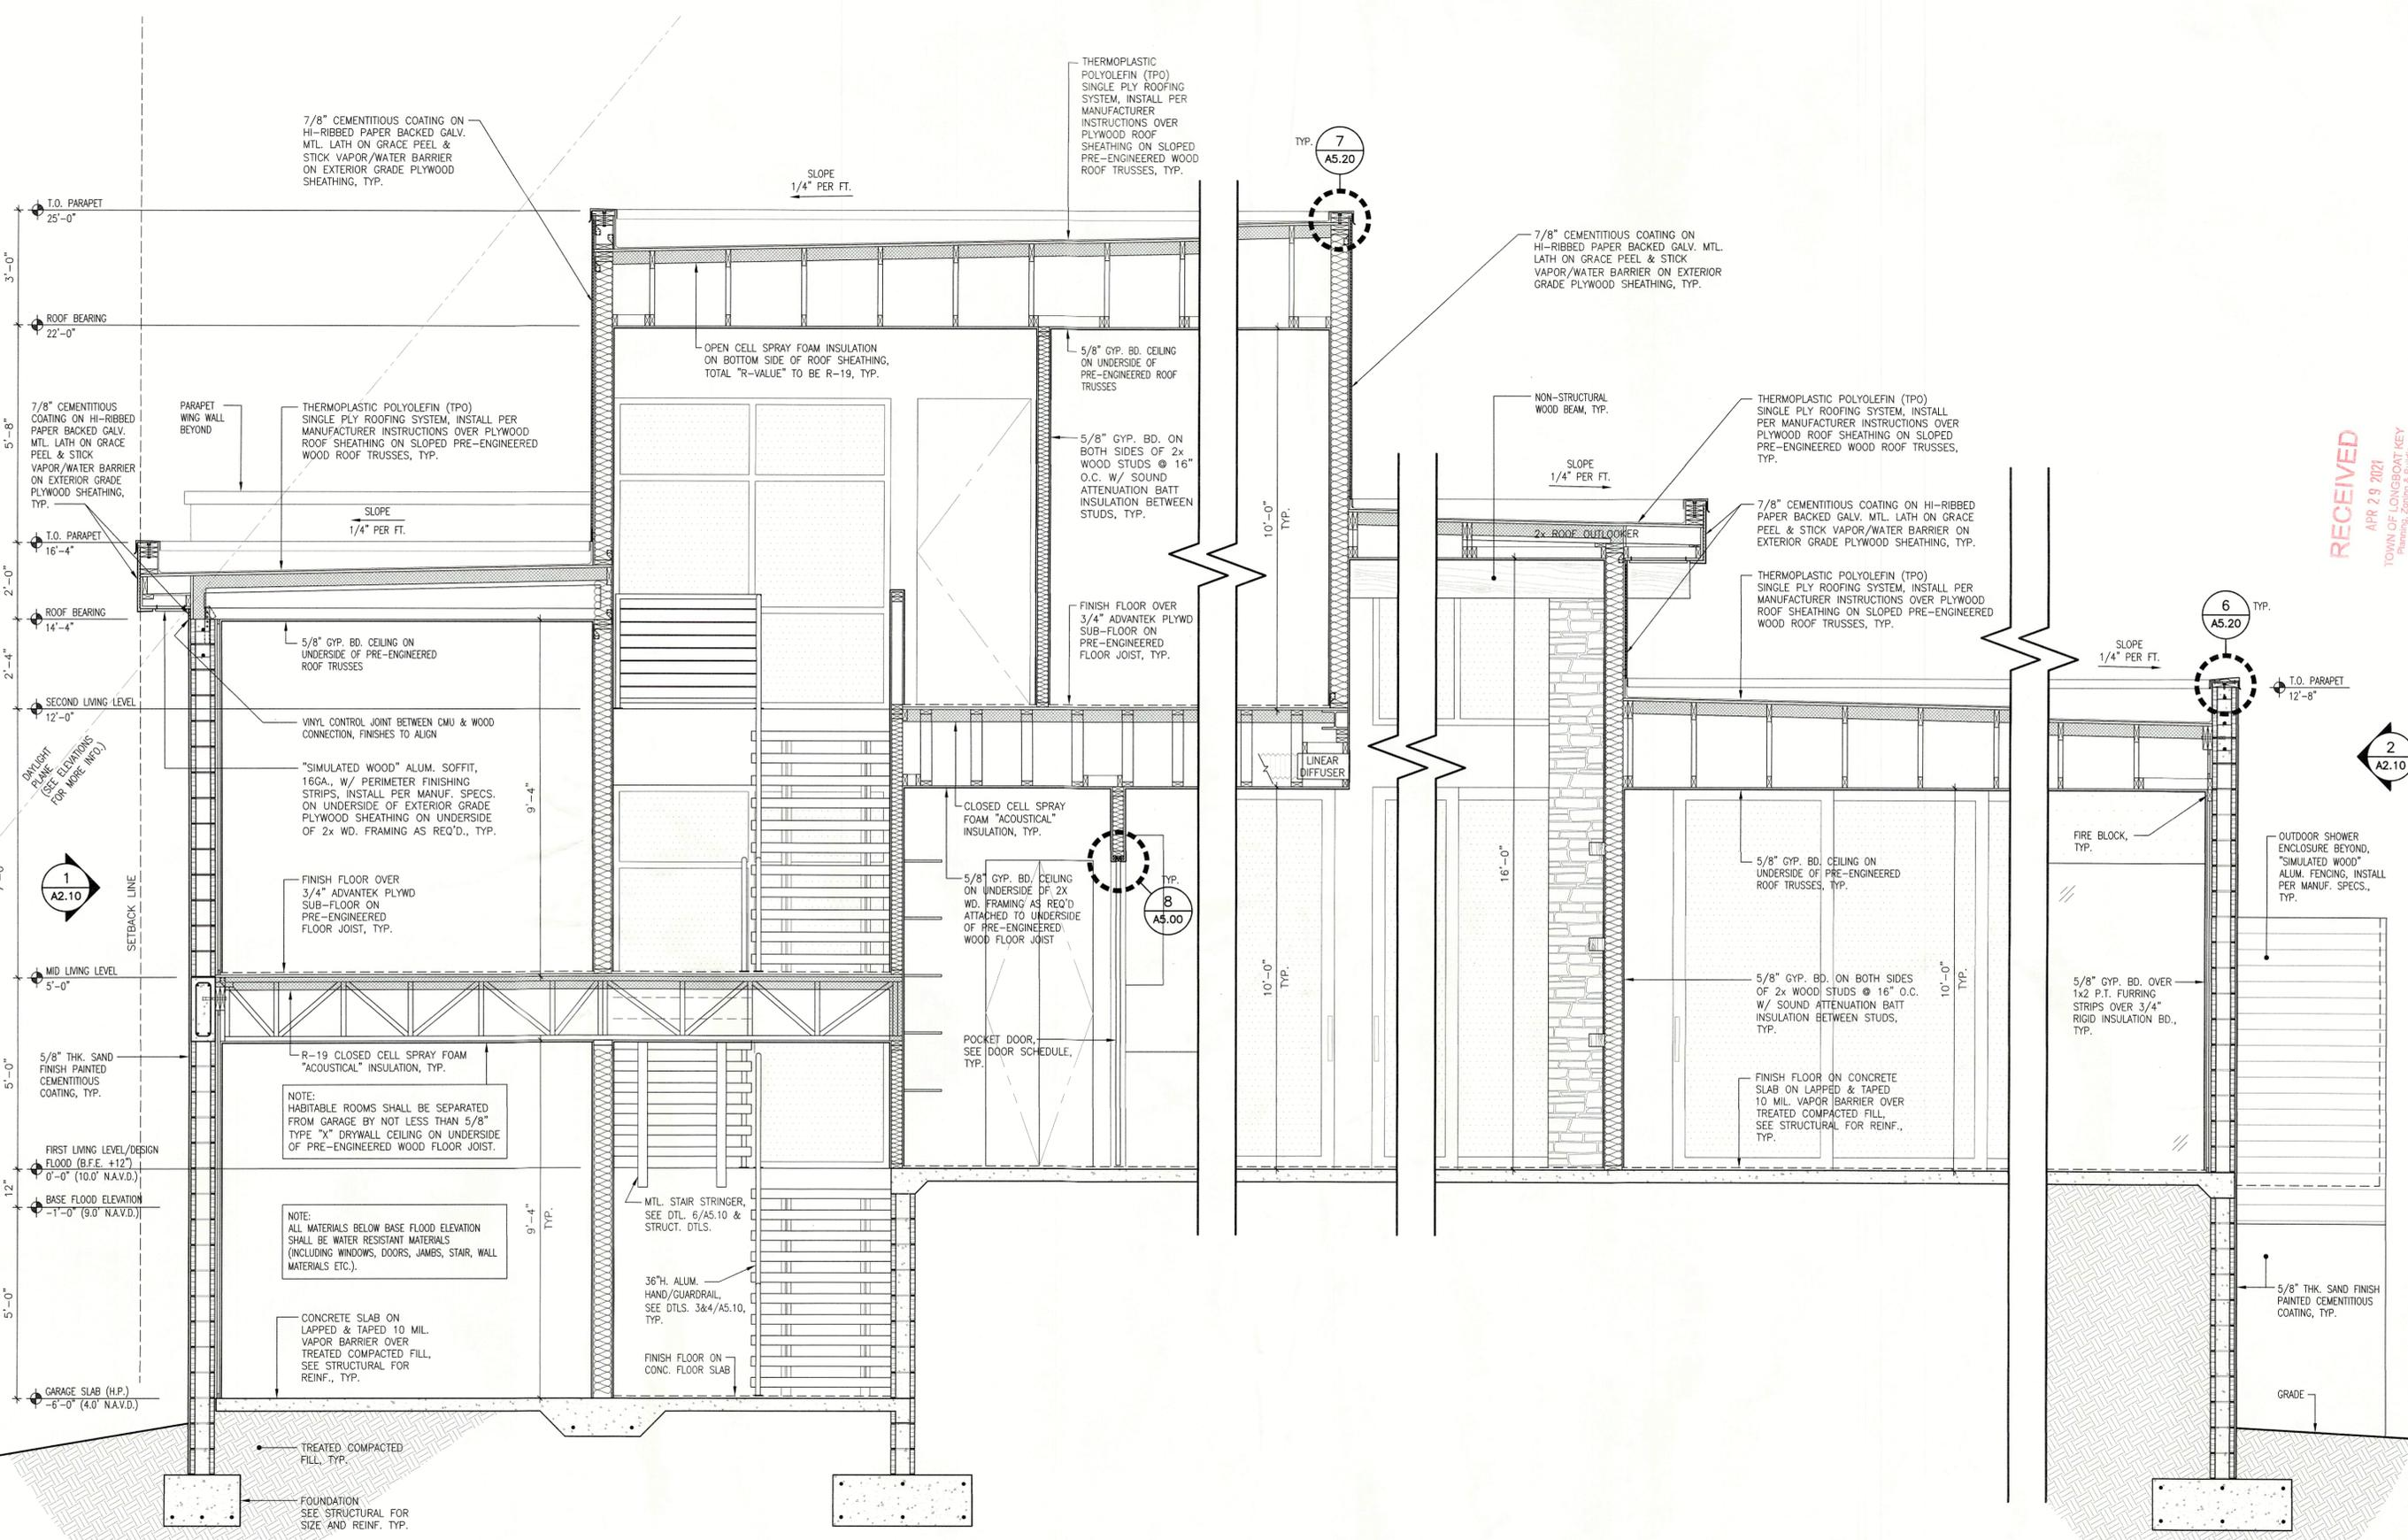 THERMOPLASTIC
POLYOLEFIN (TPO)
SINGLE PLY ROOFING
SYSTEM, INSTALL PER
MANUFACTURER
INSTRUCTIONS OVER
PLYWOOD ROOF
SHEATHING ON SLOPED
PRE-ENGINEERED WOOD
ROOF TRUSSES, TYP.
7/8" CEMENTITIOUS COATING ON
HI-RIBBED PAPER BACKED GALV.
MTL. LATH ON GRACE PEEL &
STICK VAPOR/WATER BARRIER
ON EXTERIOR GRADE PLYWOOD
SHEATHING, TYP.
SLOPE
1/4" PER FT.
TYP.
7
A5.20
T.O. PARAPET
25'-0"
3'-0"
7/8" CEMENTITIOUS COATING ON
HI-RIBBED PAPER BACKED GALV. MTL.
LATH ON GRACE PEEL & STICK
VAPOR/WATER BARRIER ON EXTERIOR
GRADE PLYWOOD SHEATHING, TYP.
ROOF BEARING
22'-0"
5'-8"
OPEN CELL SPRAY FOAM INSULATION
ON BOTTOM SIDE OF ROOF SHEATHING,
TOTAL "R-VALUE" TO BE R-19, TYP.
5/8" GYP. BD. CEILING
ON UNDERSIDE OF
PRE-ENGINEERED ROOF
TRUSSES
7/8" CEMENTITIOUS
COATING ON HI-RIBBED
PAPER BACKED GALV.
MTL. LATH ON GRACE
PEEL & STICK
VAPOR/WATER BARRIER
ON EXTERIOR GRADE
PLYWOOD SHEATHING,
TYP.
PARAPET
WING WALL
BEYOND
THERMOPLASTIC POLYOLEFIN (TPO)
SINGLE PLY ROOFING SYSTEM, INSTALL PER
MANUFACTURER INSTRUCTIONS OVER PLYWOOD
ROOF SHEATHING ON SLOPED PRE-ENGINEERED
WOOD ROOF TRUSSES, TYP.
5/8" GYP. BD. ON
BOTH SIDES OF 2x
WOOD STUDS @ 16"
O.C. W/ SOUND
ATTENUATION BATT
INSULATION BETWEEN
STUDS, TYP.
10'-0"
TYP.
NON-STRUCTURAL
WOOD BEAM, TYP.
THERMOPLASTIC POLYOLEFIN (TPO)
SINGLE PLY ROOFING SYSTEM, INSTALL
PER MANUFACTURER INSTRUCTIONS OVER
PLYWOOD ROOF SHEATHING ON SLOPED
PRE-ENGINEERED WOOD ROOF TRUSSES,
TYP.
SLOPE
1/4" PER FT.
RECEIVED
APR 29 2021
TOWN OF LONGBOAT KEY
SLOPE
1/4" PER FT.
7/8" CEMENTITIOUS COATING ON HI-RIBBED
PAPER BACKED GALV. MTL. LATH ON GRACE
PEEL & STICK VAPOR/WATER BARRIER ON
EXTERIOR GRADE PLYWOOD SHEATHING, TYP.
2x ROOF OUTLOOKER
T.O. PARAPET
16'-4"
2'-0"
THERMOPLASTIC POLYOLEFIN (TPO)
SINGLE PLY ROOFING SYSTEM, INSTALL PER
MANUFACTURER INSTRUCTIONS OVER PLYWOOD
ROOF SHEATHING ON SLOPED PRE-ENGINEERED
WOOD ROOF TRUSSES, TYP.
6
A5.20
TYP.
ROOF BEARING
14'-4"
2'-4"
5/8" GYP. BD. CEILING ON
UNDERSIDE OF PRE-ENGINEERED
ROOF TRUSSES
FINISH FLOOR OVER
3/4" ADVANTEK PLYWD
SUB-FLOOR ON
PRE-ENGINEERED
FLOOR JOIST, TYP.
SLOPE
1/4" PER FT.
T.O. PARAPET
12'-8"
SECOND LIVING LEVEL
12'-0"
VINYL CONTROL JOINT BETWEEN CMU & WOOD
CONNECTION, FINISHES TO ALIGN
DAYLIGHT
PLANE
(SEE ELEVATIONS
FOR MORE INFO.)
"SIMULATED WOOD" ALUM. SOFFIT,
16GA., W/ PERIMETER FINISHING
STRIPS, INSTALL PER MANUF. SPECS.
ON UNDERSIDE OF EXTERIOR GRADE
PLYWOOD SHEATHING ON UNDERSIDE
OF 2x WD. FRAMING AS REQ'D., TYP.
9'-4"
LINEAR
DIFFUSER
2
A2.10
CLOSED CELL SPRAY
FOAM "ACOUSTICAL"
INSULATION, TYP.
FIRE BLOCK,
TYP.
OUTDOOR SHOWER
ENCLOSURE BEYOND,
"SIMULATED WOOD"
ALUM. FENCING, INSTALL
PER MANUF. SPECS.,
TYP.
16'-0"
5/8" GYP. BD. CEILING ON
UNDERSIDE OF PRE-ENGINEERED
ROOF TRUSSES, TYP.
1
A2.10
SETBACK LINE
FINISH FLOOR OVER
3/4" ADVANTEK PLYWD
SUB-FLOOR ON
PRE-ENGINEERED
FLOOR JOIST, TYP.
5/8" GYP. BD. CEILING
ON UNDERSIDE OF 2X
WD. FRAMING AS REQ'D
ATTACHED TO UNDERSIDE
OF PRE-ENGINEERED
WOOD FLOOR JOIST
TYP.
8
A5.00
10'-0"
TYP.
MID LIVING LEVEL
5'-0"
5/8" GYP. BD. ON BOTH SIDES
OF 2x WOOD STUDS @ 16" O.C.
W/ SOUND ATTENUATION BATT
INSULATION BETWEEN STUDS,
TYP.
10'-0"
TYP.
5/8" GYP. BD. OVER
1x2 P.T. FURRING
STRIPS OVER 3/4"
RIGID INSULATION BD.,
TYP.
POCKET DOOR,
SEE DOOR SCHEDULE,
TYP.
5/8" THK. SAND
FINISH PAINTED
CEMENTITIOUS
COATING, TYP.
5'-0"
R-19 CLOSED CELL SPRAY FOAM
"ACOUSTICAL" INSULATION, TYP.
NOTE:
HABITABLE ROOMS SHALL BE SEPARATED
FROM GARAGE BY NOT LESS THAN 5/8"
TYPE "X" DRYWALL CEILING ON UNDERSIDE
OF PRE-ENGINEERED WOOD FLOOR JOIST.
FINISH FLOOR ON CONCRETE
SLAB ON LAPPED & TAPED
10 MIL. VAPOR BARRIER OVER
TREATED COMPACTED FILL,
SEE STRUCTURAL FOR REINF.,
TYP.
FIRST LIVING LEVEL/DESIGN
FLOOD (B.F.E. +12")
0'-0" (10.0' N.A.V.D.)
12"
BASE FLOOD ELEVATION
-1'-0" (9.0' N.A.V.D.)
NOTE:
ALL MATERIALS BELOW BASE FLOOD ELEVATION
SHALL BE WATER RESISTANT MATERIALS
(INCLUDING WINDOWS, DOORS, JAMBS, STAIR, WALL
MATERIALS ETC.).
9'-4"
TYP.
MTL. STAIR STRINGER,
SEE DTL. 6/A5.10 &
STRUCT. DTLS.
5'-0"
36"H. ALUM.
HAND/GUARDRAIL,
SEE DTLS. 3&4/A5.10,
TYP.
5/8" THK. SAND FINISH
PAINTED CEMENTITIOUS
COATING, TYP.
CONCRETE SLAB ON
LAPPED & TAPED 10 MIL.
VAPOR BARRIER OVER
TREATED COMPACTED FILL,
SEE STRUCTURAL FOR
REINF., TYP.
FINISH FLOOR ON
CONC. FLOOR SLAB
GARAGE SLAB (H.P.)
-6'-0" (4.0' N.A.V.D.)
GRADE
TREATED COMPACTED
FILL, TYP.
FOUNDATION
SEE STRUCTURAL FOR
SIZE AND REINF. TYP.